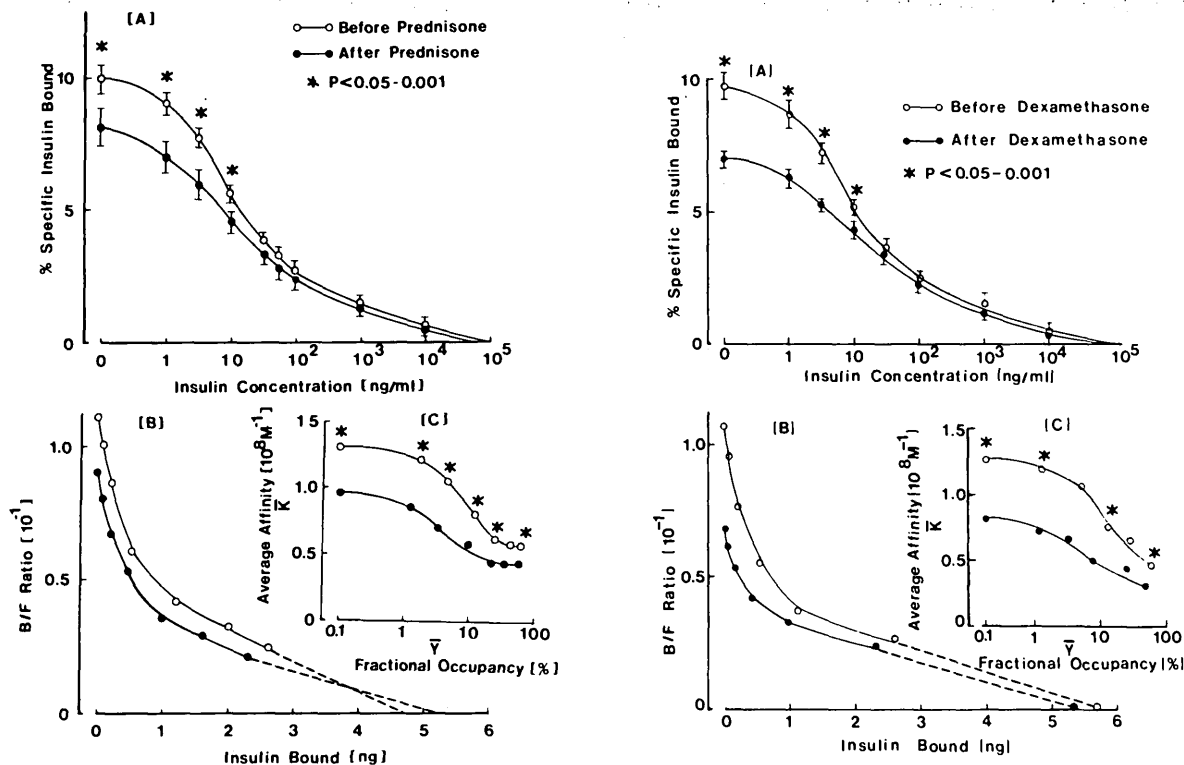 [A]
Before Prednisone
After Prednisone
* P<0.05-0.001
% Specific Insulin Bound
10
5
0
0 1 10 10² 10³ 10⁴ 10⁵
Insulin Concentration [ng/ml]
[B]
B/F Ratio [10⁻¹]
1.0
0.5
0
0 1 2 3 4 5 6
Insulin Bound [ng]
[C]
Average Affinity [10⁸M⁻¹]
K̅
1.5
1.0
0.5
0
0.1 1 10 100
Y̅
Fractional Occupancy [%]
[A]
Before Dexamethasone
After Dexamethasone
* P<0.05-0.001
% Specific Insulin Bound
10
5
0
0 1 10 10² 10³ 10⁴ 10⁵
Insulin Concentration [ng/ml]
[B]
B/F Ratio [10⁻¹]
1.0
0.5
0
0 1 2 3 4 5 6
Insulin Bound [ng]
[C]
Average Affinity [10⁸M⁻¹]
K̅
1.5
1.0
0.5
0
0.1 1 10 100
Y̅
Fractional Occupancy [%]